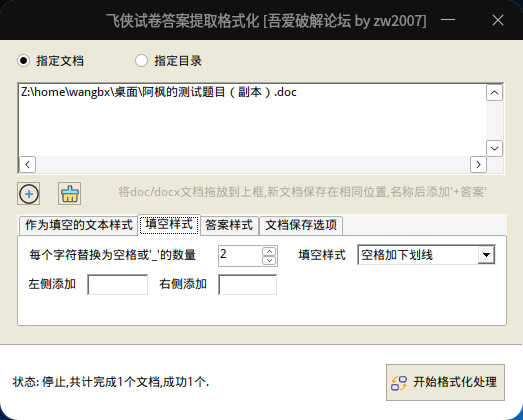 飞侠试卷答案提取格式化 [吾爱破解论坛 by zw2007]
指定文档 指定目录
Z:\home\wangbx\桌面\阿枫的测试题目（副本）.doc
将doc/docx文档拖放到上框,新文档保存在相同位置,名称后添加'+答案'
作为填空的文本样式 填空样式 答案样式 文档保存选项
每个字符替换为空格或'_'的数量 2 填空样式 空格加下划线
左侧添加 右侧添加
状态: 停止,共计完成1个文档,成功1个. 开始格式化处理